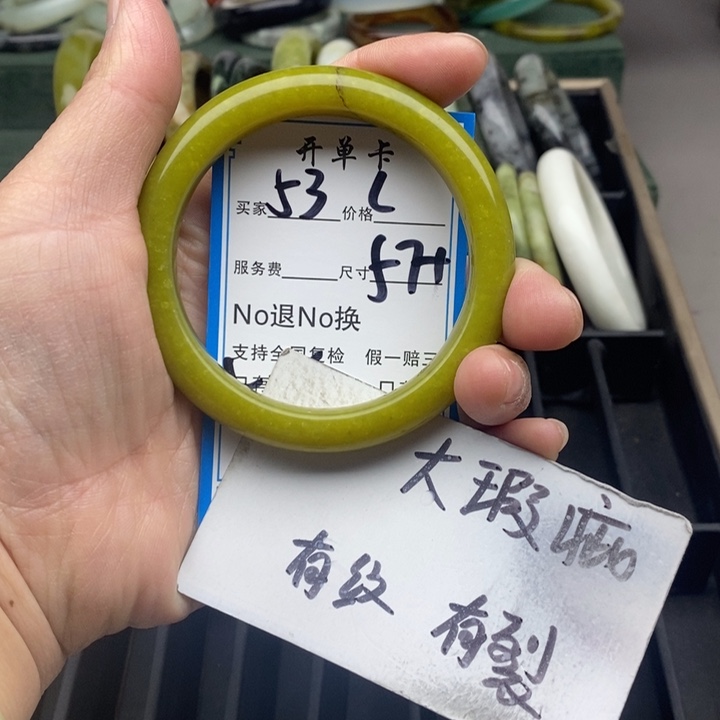 开单卡
买家 53 价格 L
服务费 尺寸 57H
No退No换
支持全国复检 假一赔三
大瑕疵
有纹 有裂